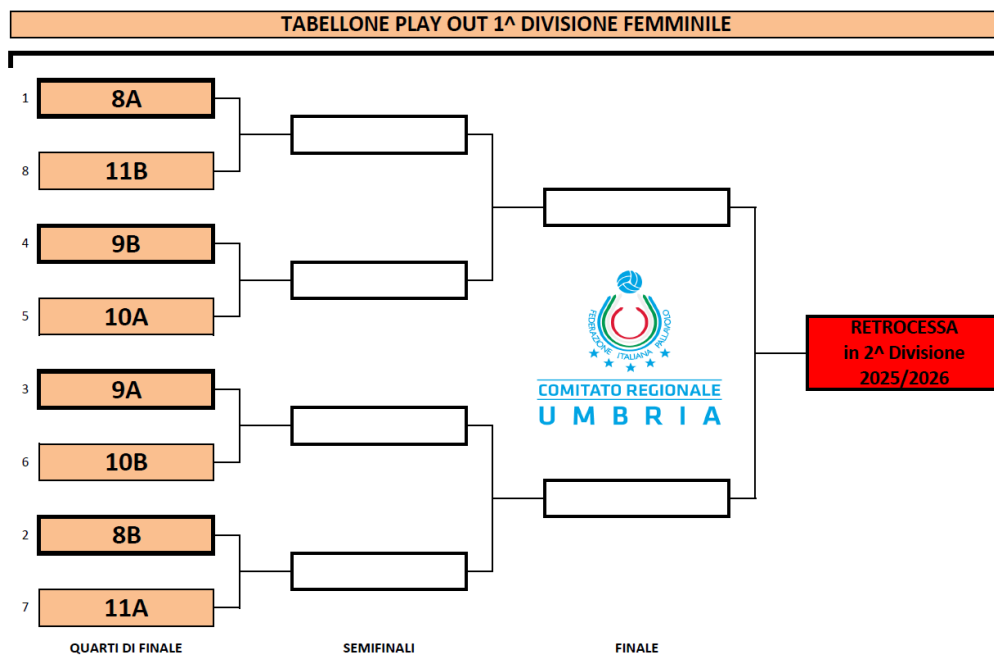 TABELLONE PLAY OUT 1^ DIVISIONE FEMMINILE
1 8A
8 11B
4 9B
5 10A
3 9A
6 10B
2 8B
7 11A
FEDERAZIONE ITALIANA PALLAVOLO
COMITATO REGIONALE
UMBRIA
RETROCESSA
in 2^ Divisione
2025/2026
QUARTI DI FINALE
SEMIFINALI
FINALE